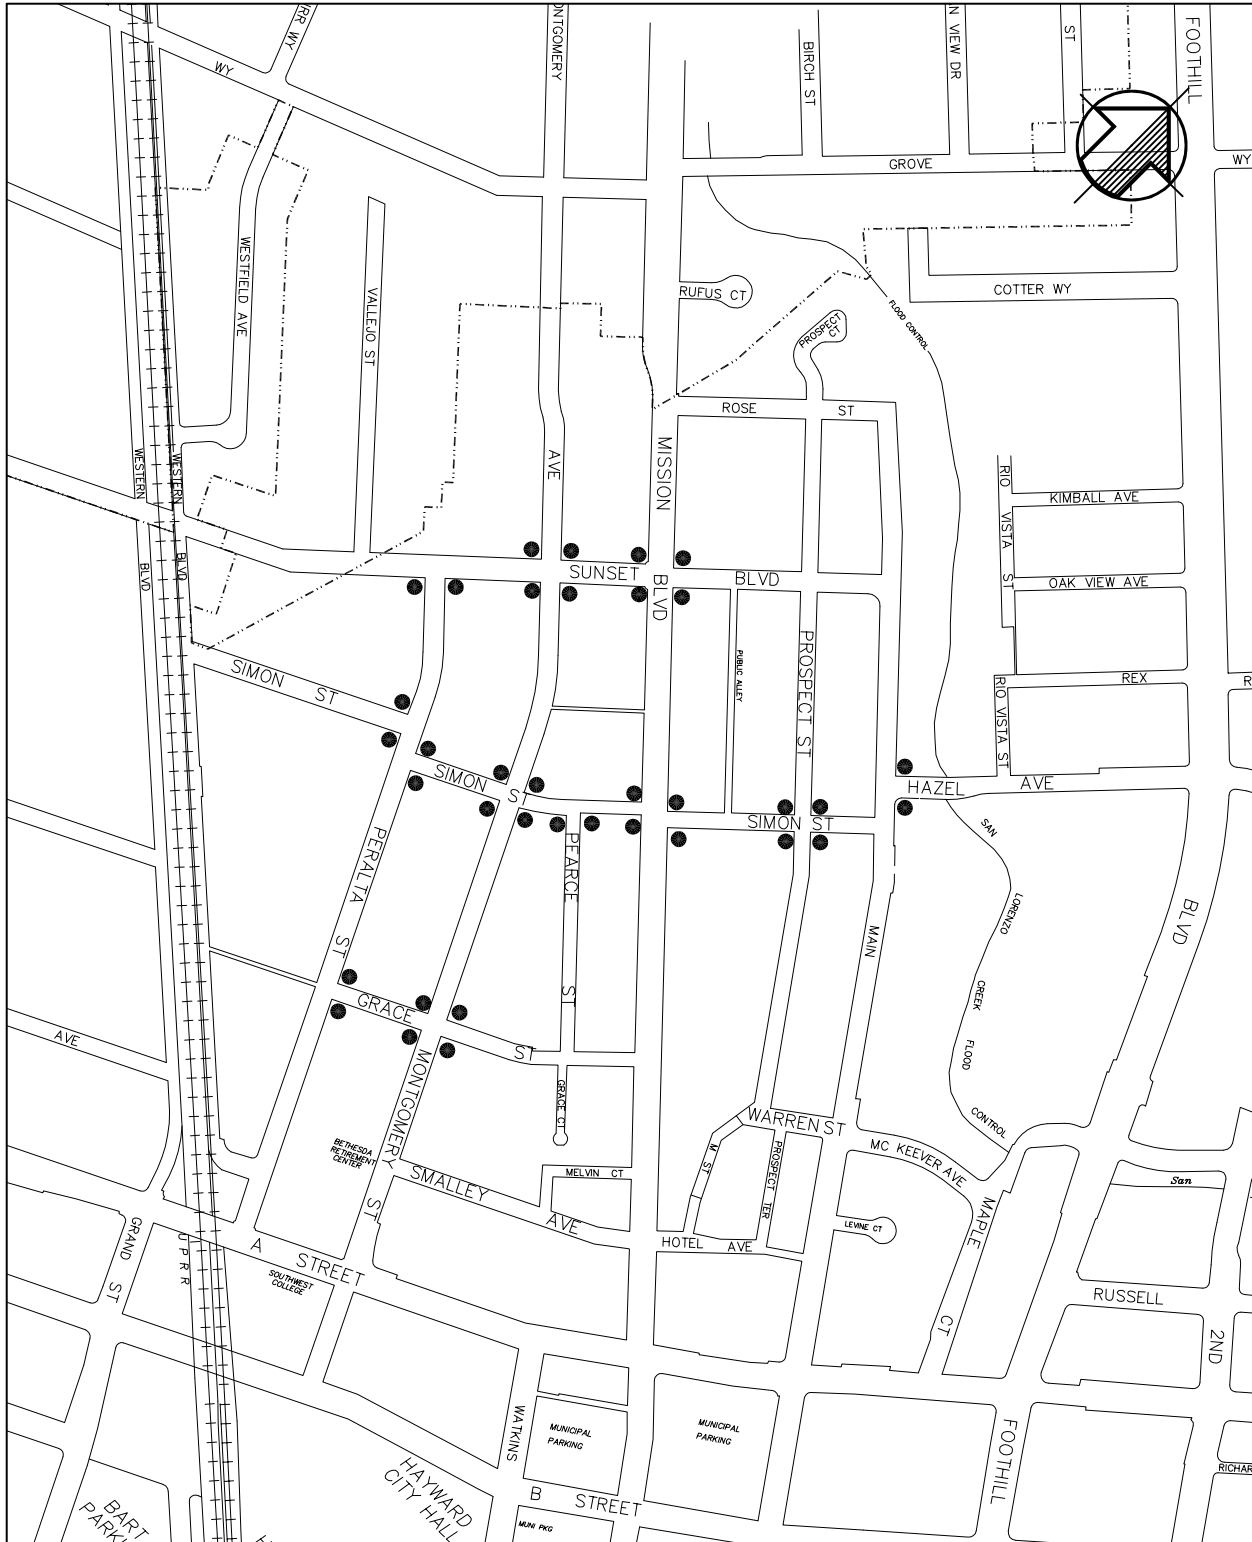 WY
ONTGOMERY
BIRCH ST
N VIEW DR
ST
FOOTHILL
GROVE
WY
WESTFIELD AVE
VALLEJO ST
RUFUS CT
PROSPECT
CT
FLOOD CONTROL
COTTER WY
ROSE ST
WESTERN
WESTERN
AVE
MISSION
RIO VISTA ST
KIMBALL AVE
BLVD
BLVD
SUNSET BLVD
BLVD
OAK VIEW AVE
SIMON ST
PUBLIC ALLEY
PROSPECT ST
RIO VISTA ST
REX
R
SIMON ST
HAZEL AVE
SIMON ST
PERALTA ST
PEARCE ST
SAN
LORENZO
CREEK
FLOOD
CONTROL
MAIN
BLVD
GRACE ST
AVE
MONTGOMERY ST
GRACE CT
WARREN ST
BETHESDA
RETIREMENT
CENTER
MC KEEVER AVE
M ST
PROSPECT TER
MELVIN CT
SMALLEY AVE
San
MAPLE CT
LEVINE CT
HOTEL AVE
GRAND ST
U P R R
A STREET
SOUTHWEST
COLLEGE
RUSSELL
2ND
WATKINS
MUNICIPAL
PARKING
MUNICIPAL
PARKING
FOOTHILL
HAYWARD
CITY HALL
B STREET
RICHAR
BART
MUNI PKG